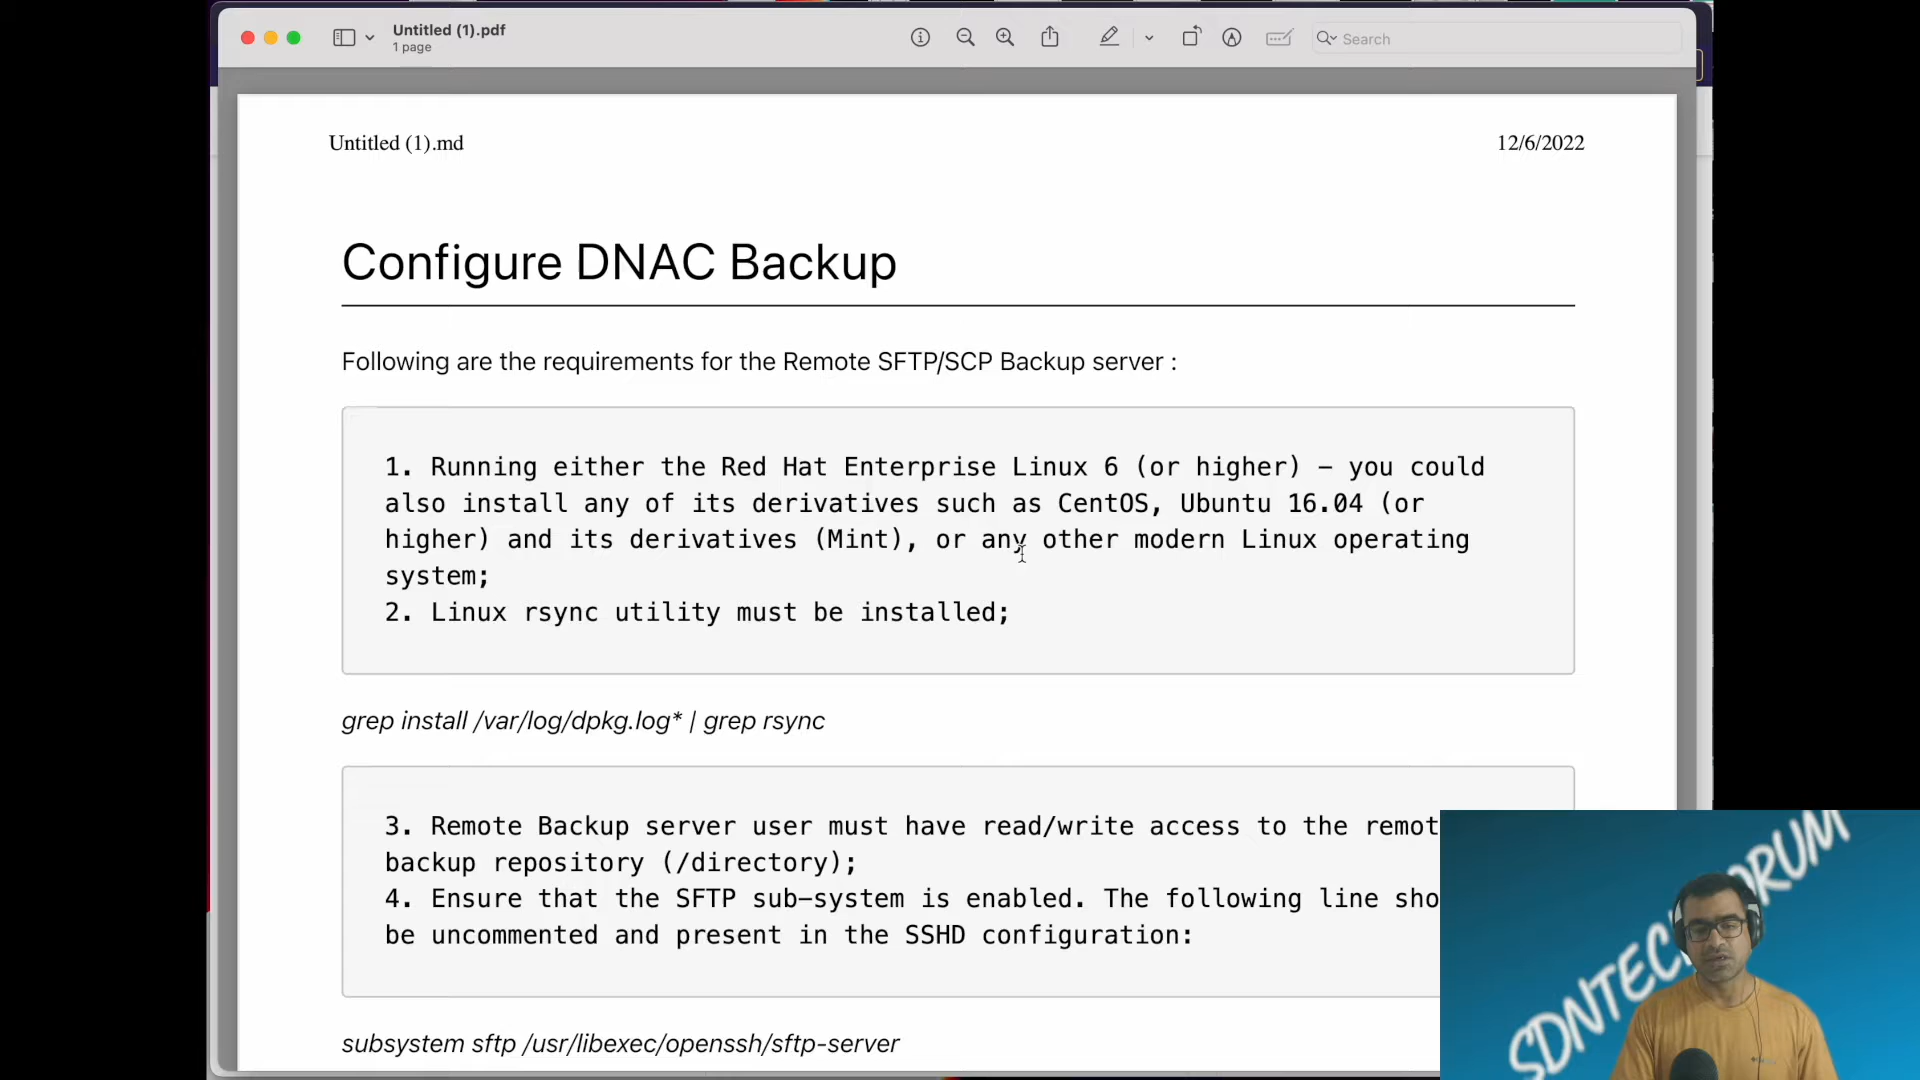 Untitled (1).pdf
1 page
Search
Untitled (1).md
12/6/2022
Configure DNAC Backup
Following are the requirements for the Remote SFTP/SCP Backup server :
1. Running either the Red Hat Enterprise Linux 6 (or higher) – you could
also install any of its derivatives such as CentOS, Ubuntu 16.04 (or
higher) and its derivatives (Mint), or any other modern Linux operating
system;
2. Linux rsync utility must be installed;
grep install /var/log/dpkg.log* | grep rsync
3. Remote Backup server user must have read/write access to the remot
backup repository (/directory);
4. Ensure that the SFTP sub-system is enabled. The following line sho
be uncommented and present in the SSHD configuration:
subsystem sftp /usr/libexec/openssh/sftp-server